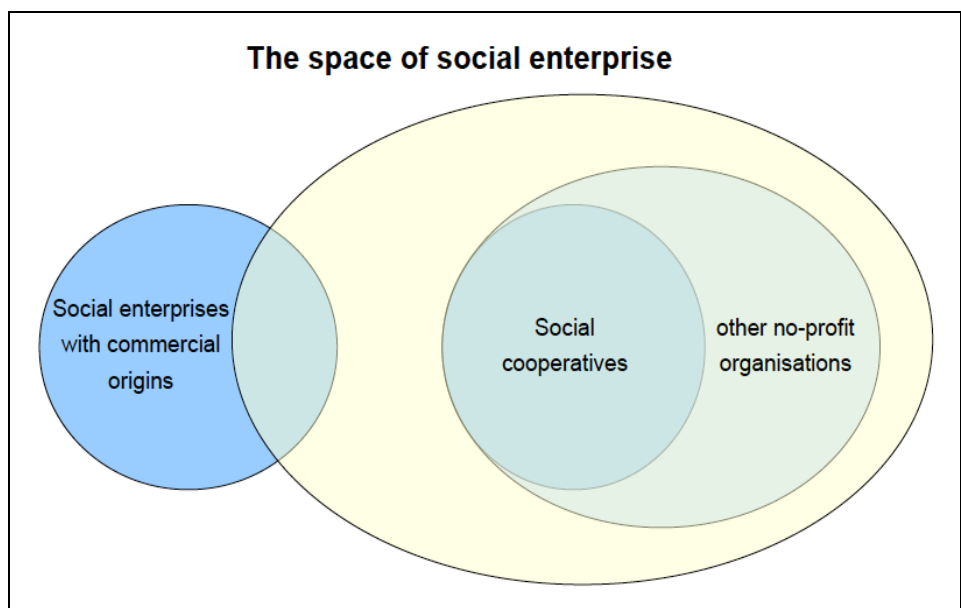 The space of social enterprise
Social enterprises
with commercial
origins
Social
cooperatives
other no-profit
organisations